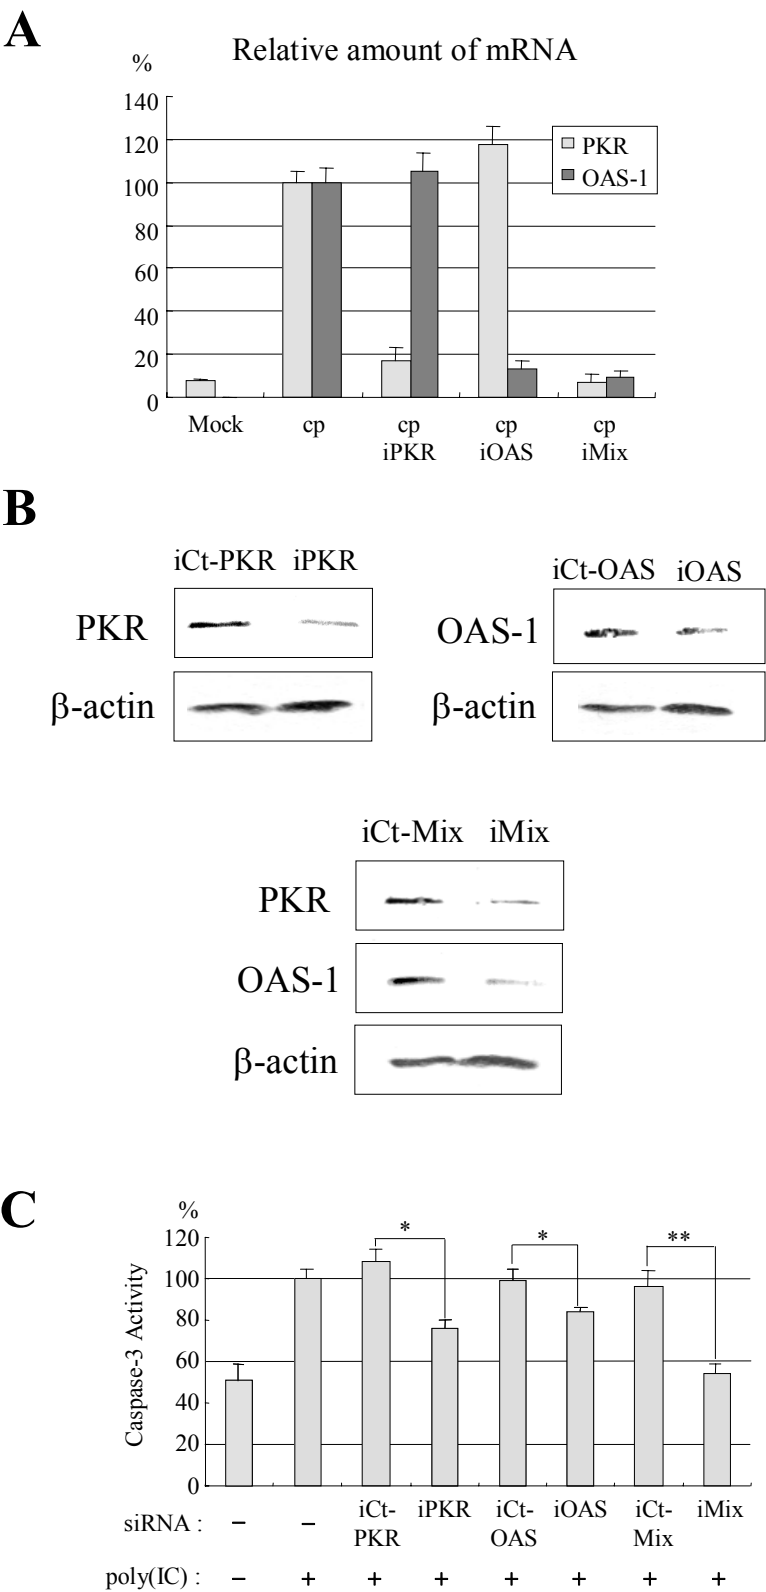 A
Relative amount of mRNA
%
140
120
100
80
60
40
20
0
PKR
OAS-1
Mock cp cp cp cp
iPKR iOAS iMix
B
iCt-PKR iPKR
PKR
β-actin
iCt-OAS iOAS
OAS-1
β-actin
iCt-Mix iMix
PKR
OAS-1
β-actin
C
%
Caspase-3 Activity
120
100
80
60
40
20
0
* * **
siRNA : − − iCt-PKR iPKR iCt-OAS iOAS iCt-Mix iMix
poly(IC) : − + + + + + + +